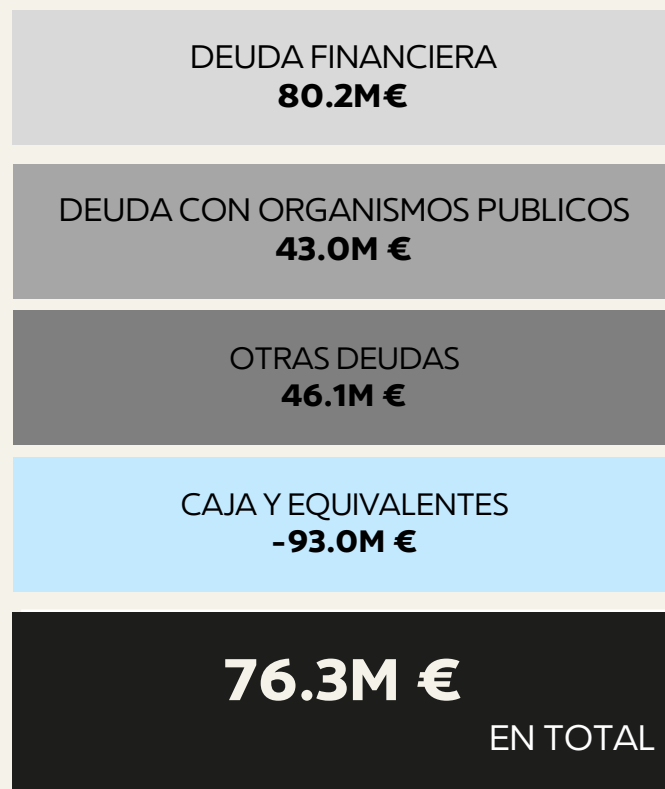 DEUDA FINANCIERA
80.2M€
DEUDA CON ORGANISMOS PUBLICOS
43.0M €
OTRAS DEUDAS
46.1M €
CAJA Y EQUIVALENTES
-93.0M €
76.3M €
EN TOTAL